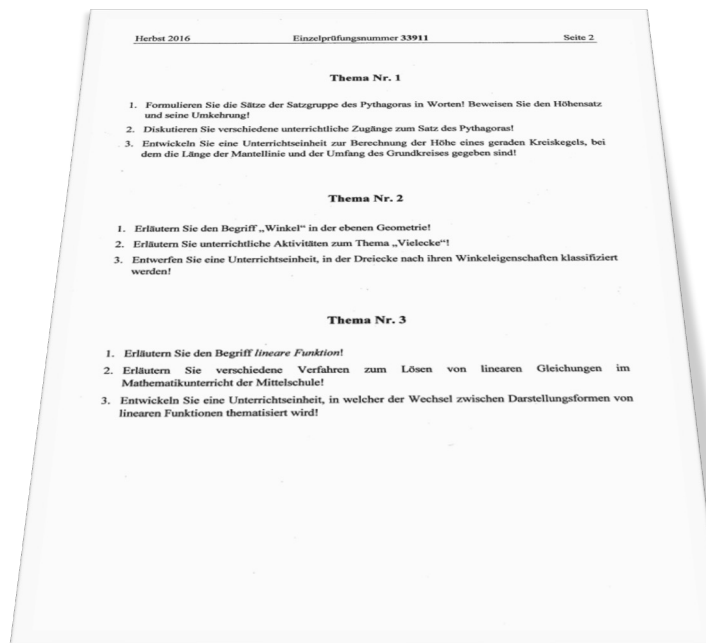 Herbst 2016 Einzelprüfungsnummer 33911 Seite 2
Thema Nr. 1
1. Formulieren Sie die Sätze der Satzgruppe des Pythagoras in Worten! Beweisen Sie den Höhensatz
und seine Umkehrung!
2. Diskutieren Sie verschiedene unterrichtliche Zugänge zum Satz des Pythagoras!
3. Entwickeln Sie eine Unterrichtseinheit zur Berechnung der Höhe eines geraden Kreiskegels, bei
dem die Länge der Mantellinie und der Umfang des Grundkreises gegeben sind!
Thema Nr. 2
1. Erläutern Sie den Begriff „Winkel“ in der ebenen Geometrie!
2. Erläutern Sie unterrichtliche Aktivitäten zum Thema „Vielecke“!
3. Entwerfen Sie eine Unterrichtseinheit, in der Dreiecke nach ihren Winkeleigenschaften klassifiziert
werden!
Thema Nr. 3
1. Erläutern Sie den Begriff lineare Funktion!
2. Erläutern Sie verschiedene Verfahren zum Lösen von linearen Gleichungen im
Mathematikunterricht der Mittelschule!
3. Entwickeln Sie eine Unterrichtseinheit, in welcher der Wechsel zwischen Darstellungsformen von
linearen Funktionen thematisiert wird!